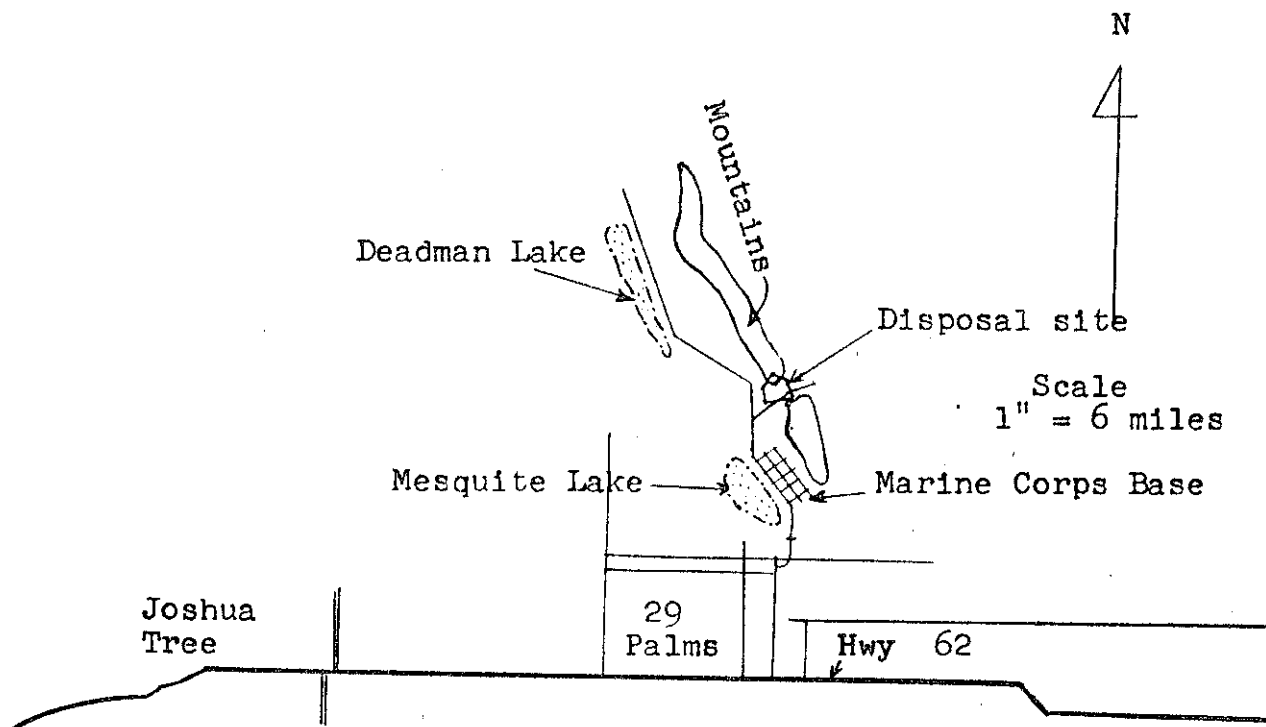 N
Mountains
Deadman Lake
Disposal site
Scale
1" = 6 miles
Mesquite Lake
Marine Corps Base
Joshua
Tree
29
Palms
Hwy 62